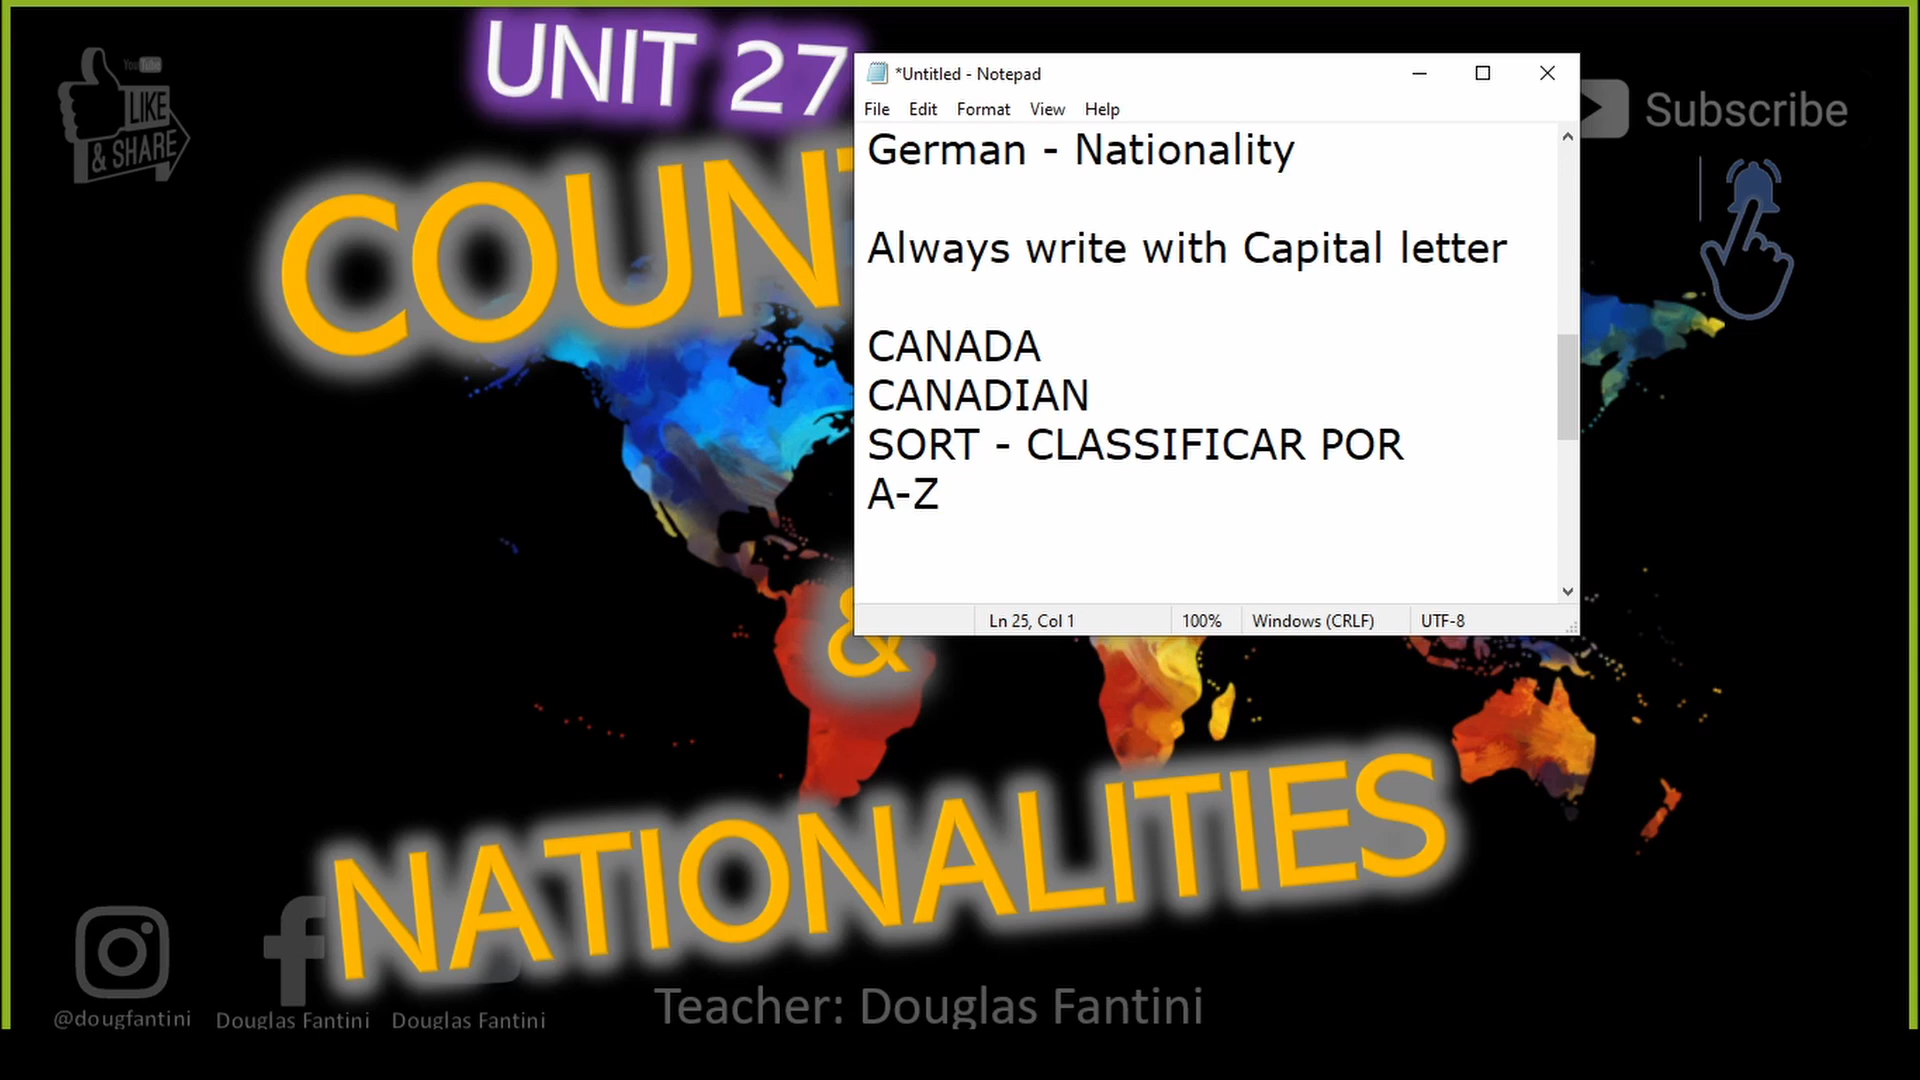 UNIT 27
COUNT
&
NATIONALITIES
YouTube
LIKE
& SHARE
*Untitled - Notepad
File Edit Format View Help
German - Nationality
Always write with Capital letter
CANADA
CANADIAN
SORT - CLASSIFICAR POR
A-Z
Ln 25, Col 1 100% Windows (CRLF) UTF-8
Subscribe
@dougfantini Douglas Fantini Douglas Fantini
Teacher: Douglas Fantini